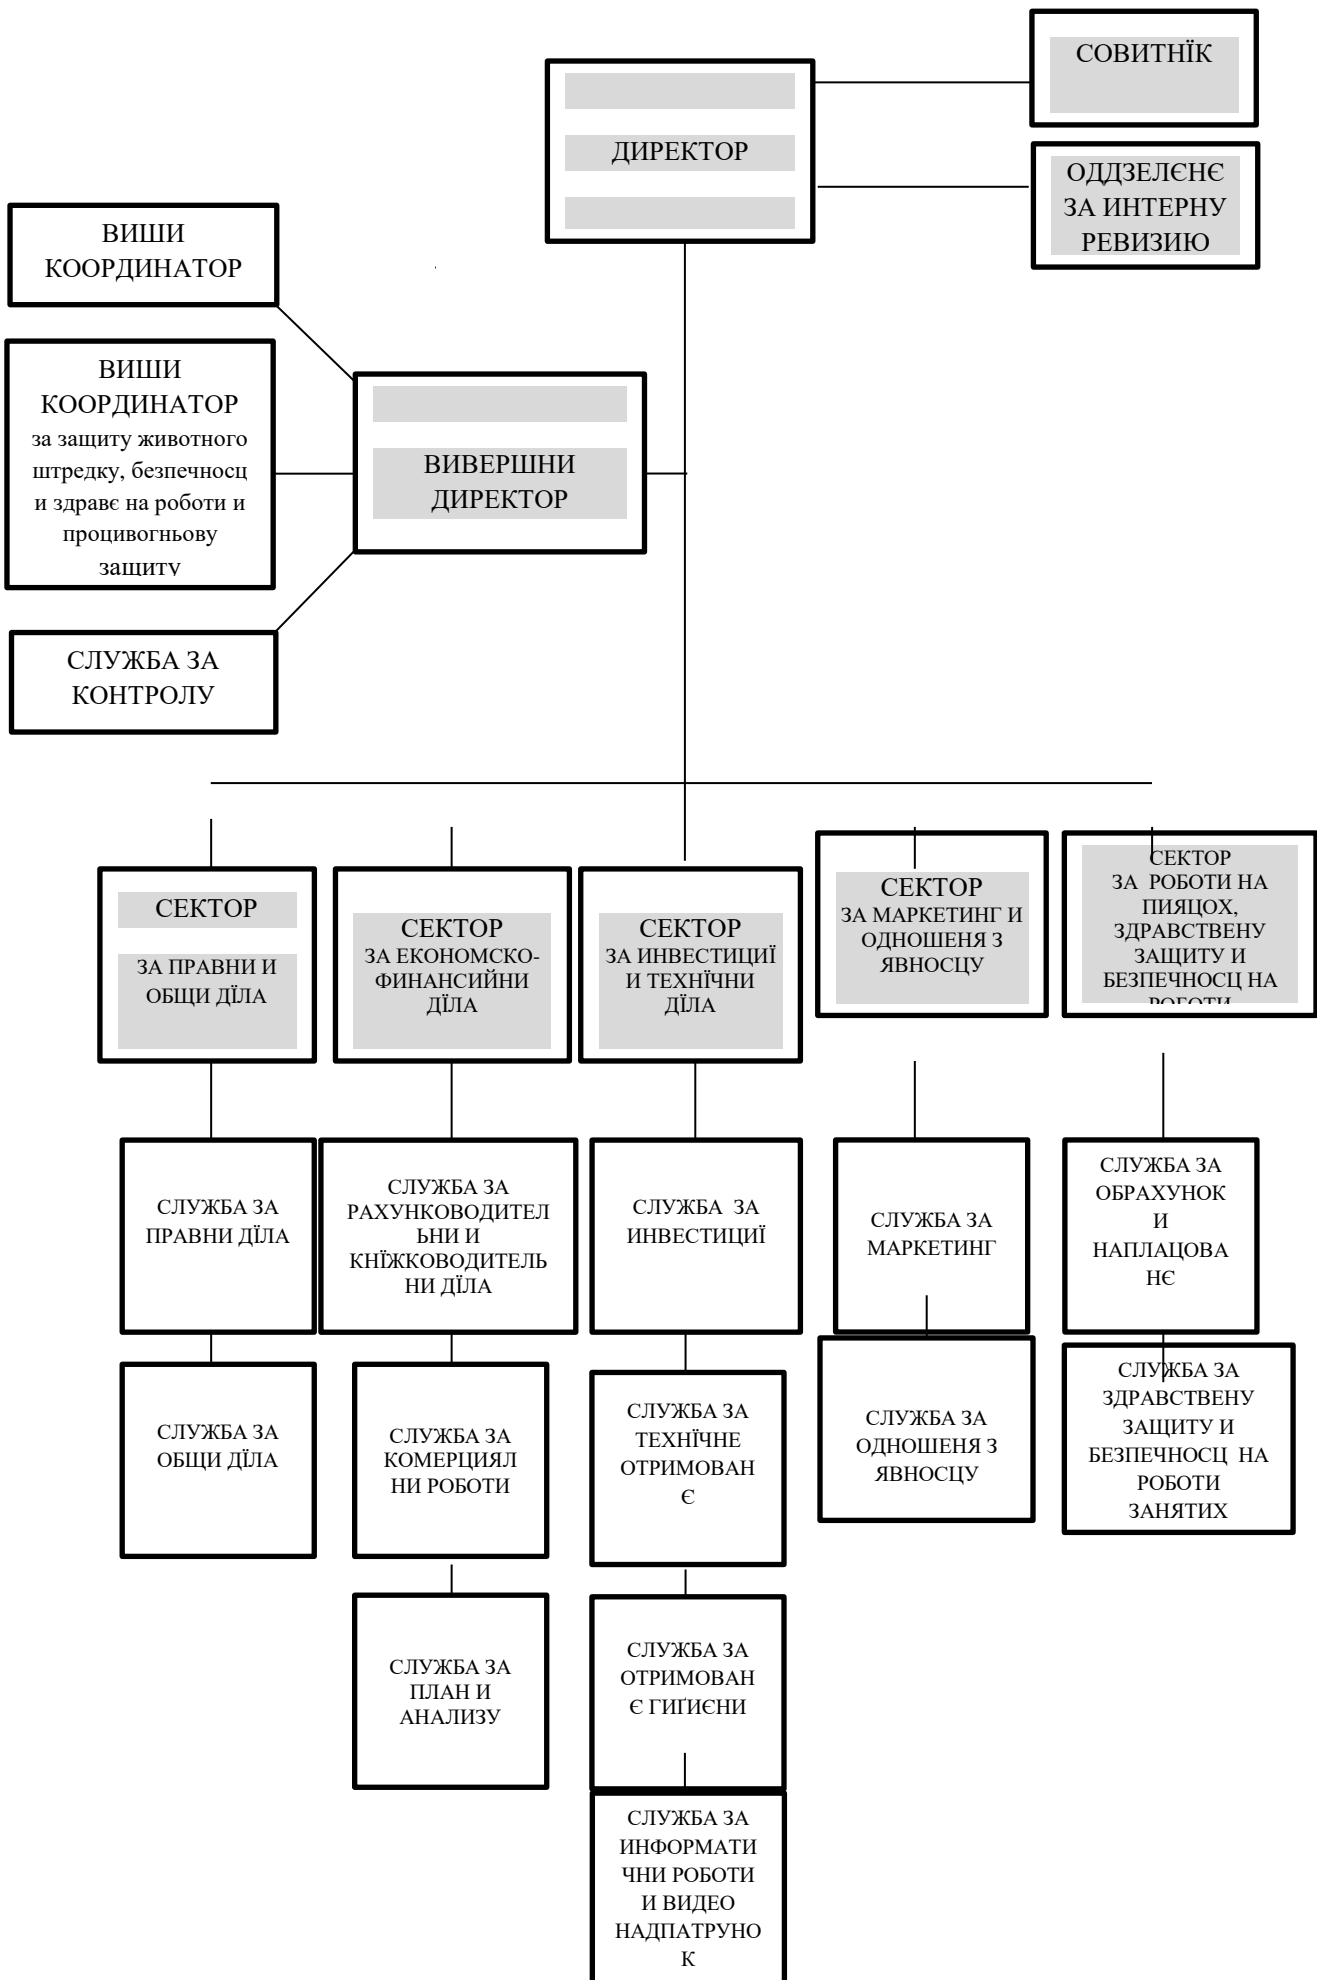 СОВИТНЇК
ДИРЕКТОР
ОДДЗЕЛЄНЄ
ЗА ИНТЕРНУ
РЕВИЗИЮ
ВИШИ
КООРДИНАТОР
ВИШИ
КООРДИНАТОР
за защиту животного
штредку, безпечносц
и здравє на роботи и
процивогньову
защиту
ВИВЕРШНИ
ДИРЕКТОР
СЛУЖБА ЗА
КОНТРОЛУ
СЕКТОР
ЗА ПРАВНИ И
ОБЩИ ДЇЛА
СЕКТОР
ЗА ЕКОНОМСКО-
ФИНАНСИЙНИ
ДЇЛА
СЕКТОР
ЗА ИНВЕСТИЦИЇ
И ТЕХНЇЧНИ
ДЇЛА
СЕКТОР
ЗА МАРКЕТИНГ И
ОДНОШЕНЯ З
ЯВНОСЦУ
СЕКТОР
ЗА РОБОТИ НА
ПИЯЦОХ,
ЗДРАВСТВЕНУ
ЗАЩИТУ И
БЕЗПЕЧНОСЦ НА
РОБОТИ
СЛУЖБА ЗА
ПРАВНИ ДЇЛА
СЛУЖБА ЗА
РАХУНКОВОДИТЕЛ
ЬНИ И
КНЇЖКОВОДИТЕЛЬ
НИ ДЇЛА
СЛУЖБА ЗА
ИНВЕСТИЦИЇ
СЛУЖБА ЗА
МАРКЕТИНГ
СЛУЖБА ЗА
ОБРАХУНОК
И
НАПЛАЦОВА
НЄ
СЛУЖБА ЗА
ОБЩИ ДЇЛА
СЛУЖБА ЗА
КОМЕРЦИЯЛ
НИ РОБОТИ
СЛУЖБА ЗА
ТЕХНЇЧНЕ
ОТРИМОВАН
Є
СЛУЖБА ЗА
ОДНОШЕНЯ З
ЯВНОСЦУ
СЛУЖБА ЗА
ЗДРАВСТВЕНУ
ЗАЩИТУ И
БЕЗПЕЧНОСЦ НА
РОБОТИ
ЗАНЯТИХ
СЛУЖБА ЗА
ПЛАН И
АНАЛИЗУ
СЛУЖБА ЗА
ОТРИМОВАН
Є ГИҐИЄНИ
СЛУЖБА ЗА
ИНФОРМАТИ
ЧНИ РОБОТИ
И ВИДЕО
НАДПАТРУНО
К